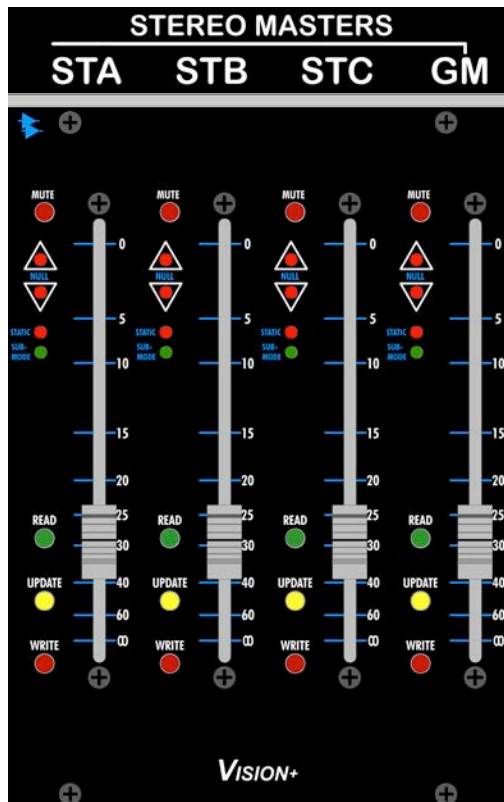 STEREO MASTERS
STA STB STC GM
MUTE MUTE MUTE MUTE
0 0 0 0
NULL NULL NULL NULL
5 5 5 5
STATIC STATIC STATIC STATIC
SUB- SUB- SUB- SUB-
MODE MODE MODE MODE
10 10 10 10
15 15 15 15
20 20 20 20
25 25 25 25
READ READ READ READ
30 30 30 30
40 40 40 40
UPDATE UPDATE UPDATE UPDATE
60 60 60 60
∞ ∞ ∞ ∞
WRITE WRITE WRITE WRITE
VISION+